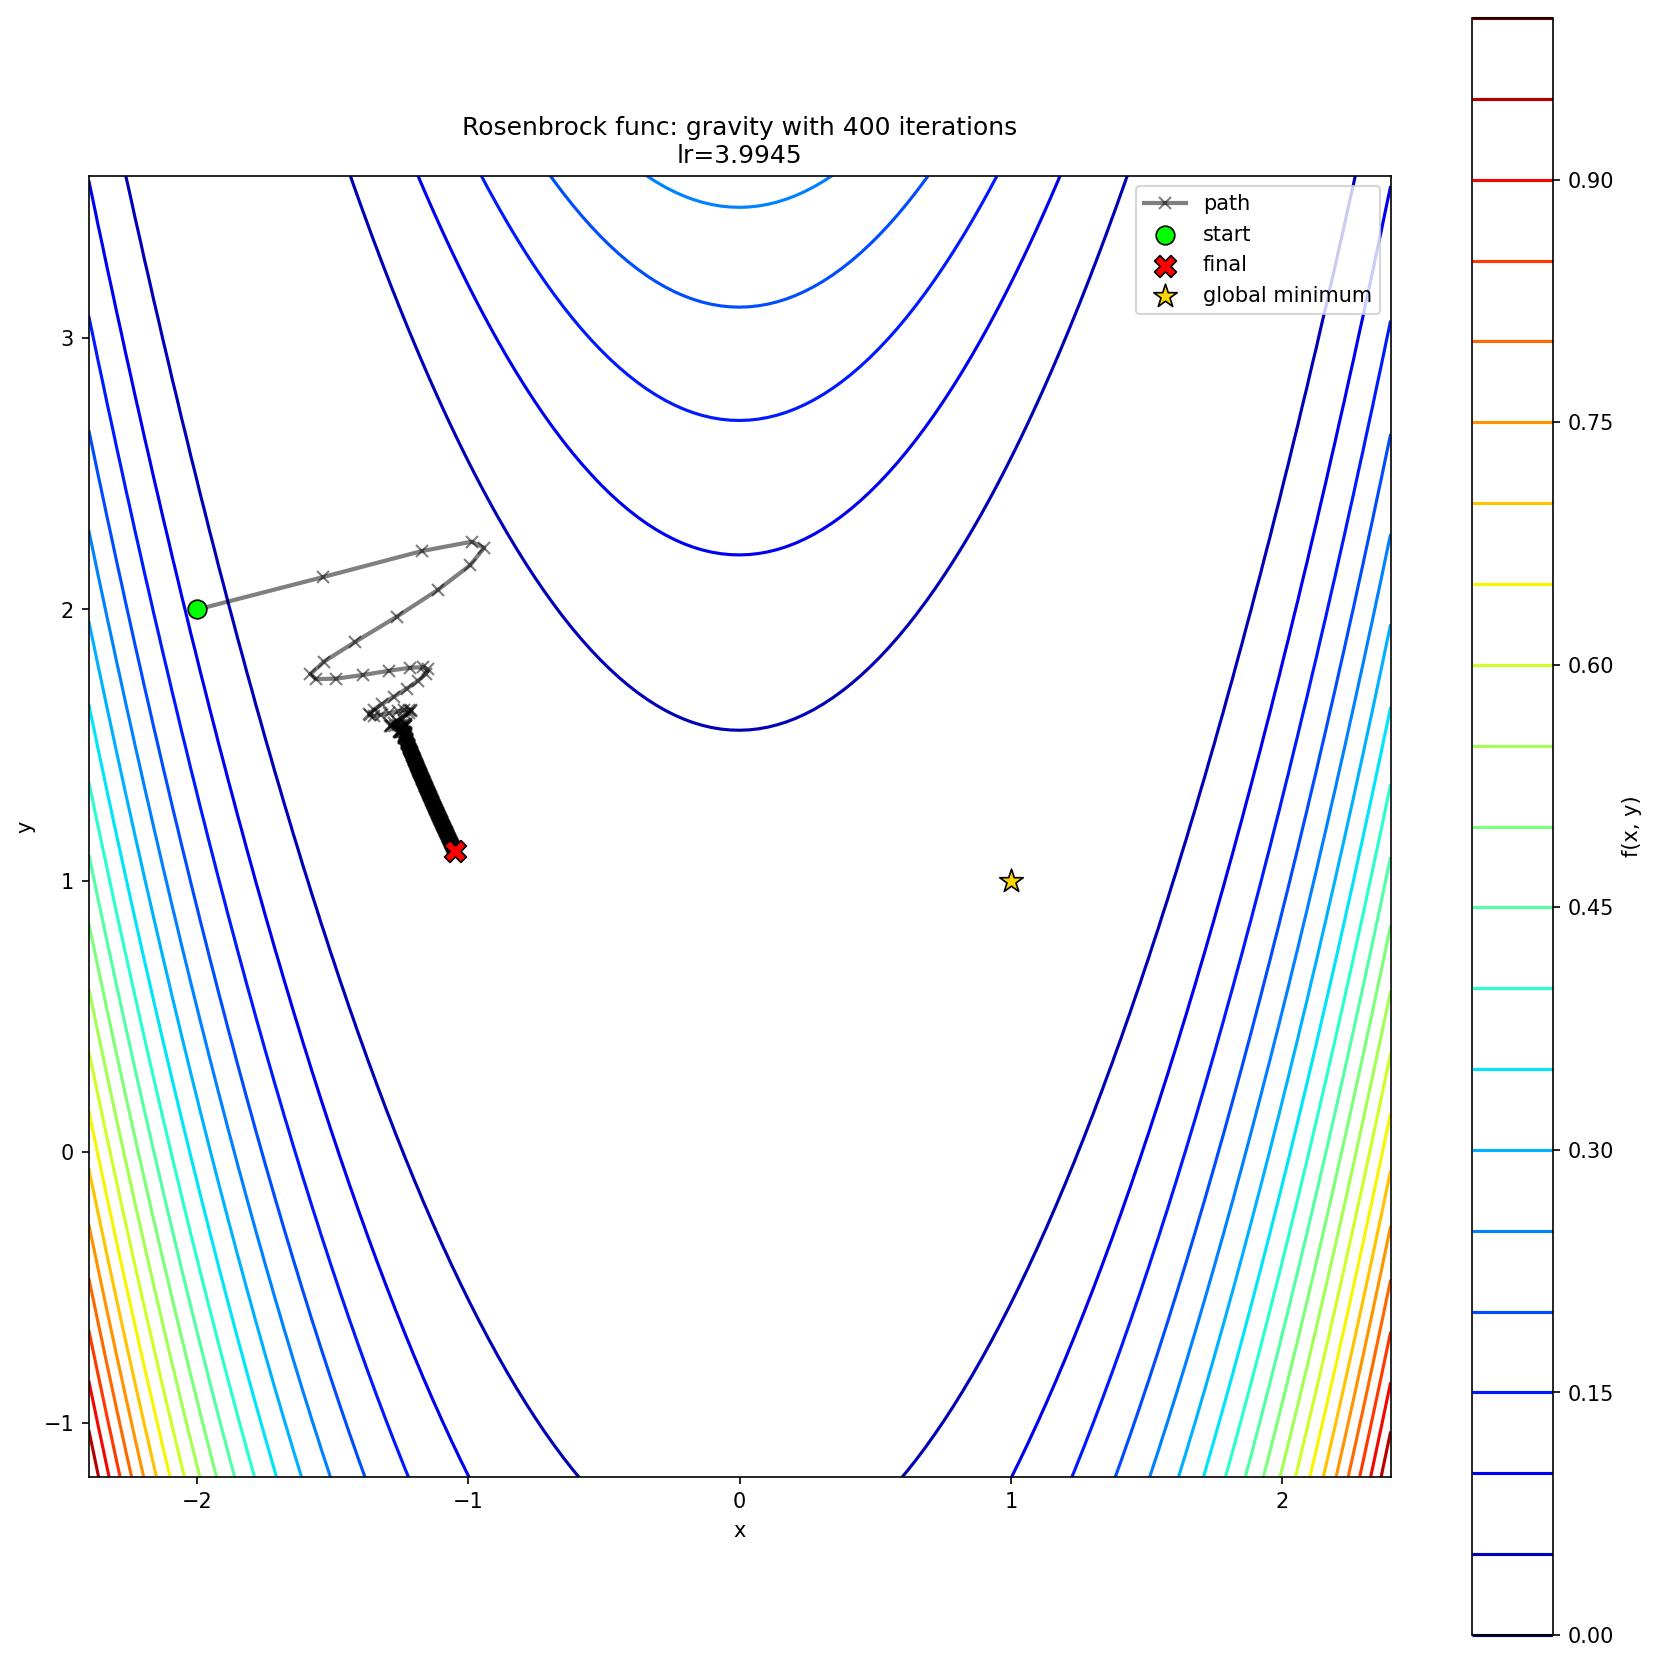 Rosenbrock func: gravity with 400 iterations
lr=3.9945
path
start
final
global minimum
3
2
1
0
−1
y
−2
−1
0
1
2
x
0.90
0.75
0.60
0.45
0.30
0.15
0.00
f(x, y)